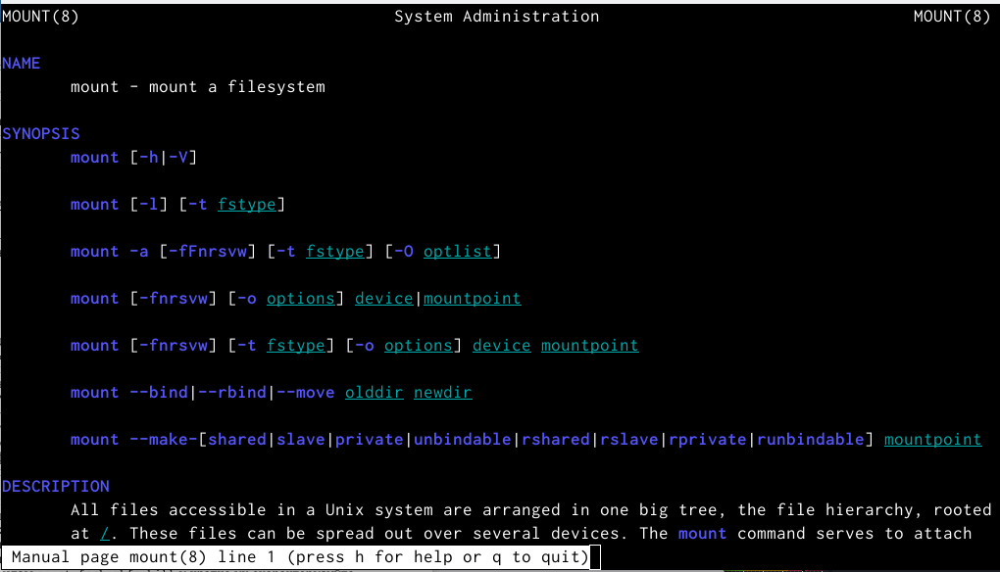 MOUNT(8) System Administration MOUNT(8)
NAME
mount - mount a filesystem
SYNOPSIS
mount [-h|-V]
mount [-l] [-t fstype]
mount -a [-fFnrsvw] [-t fstype] [-O optlist]
mount [-fnrsvw] [-o options] device|mountpoint
mount [-fnrsvw] [-t fstype] [-o options] device mountpoint
mount --bind|--rbind|--move olddir newdir
mount --make-[shared|slave|private|unbindable|rshared|rslave|rprivate|runbindable] mountpoint
DESCRIPTION
All files accessible in a Unix system are arranged in one big tree, the file hierarchy, rooted
at /. These files can be spread out over several devices. The mount command serves to attach
Manual page mount(8) line 1 (press h for help or q to quit)